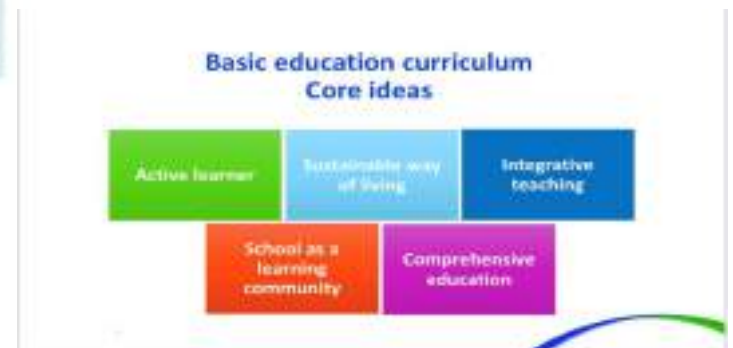 Basic education curriculum
Core ideas
Active learner
Sustainable way
of living
Integrative
teaching
School as a
learning
community
Comprehensive
education